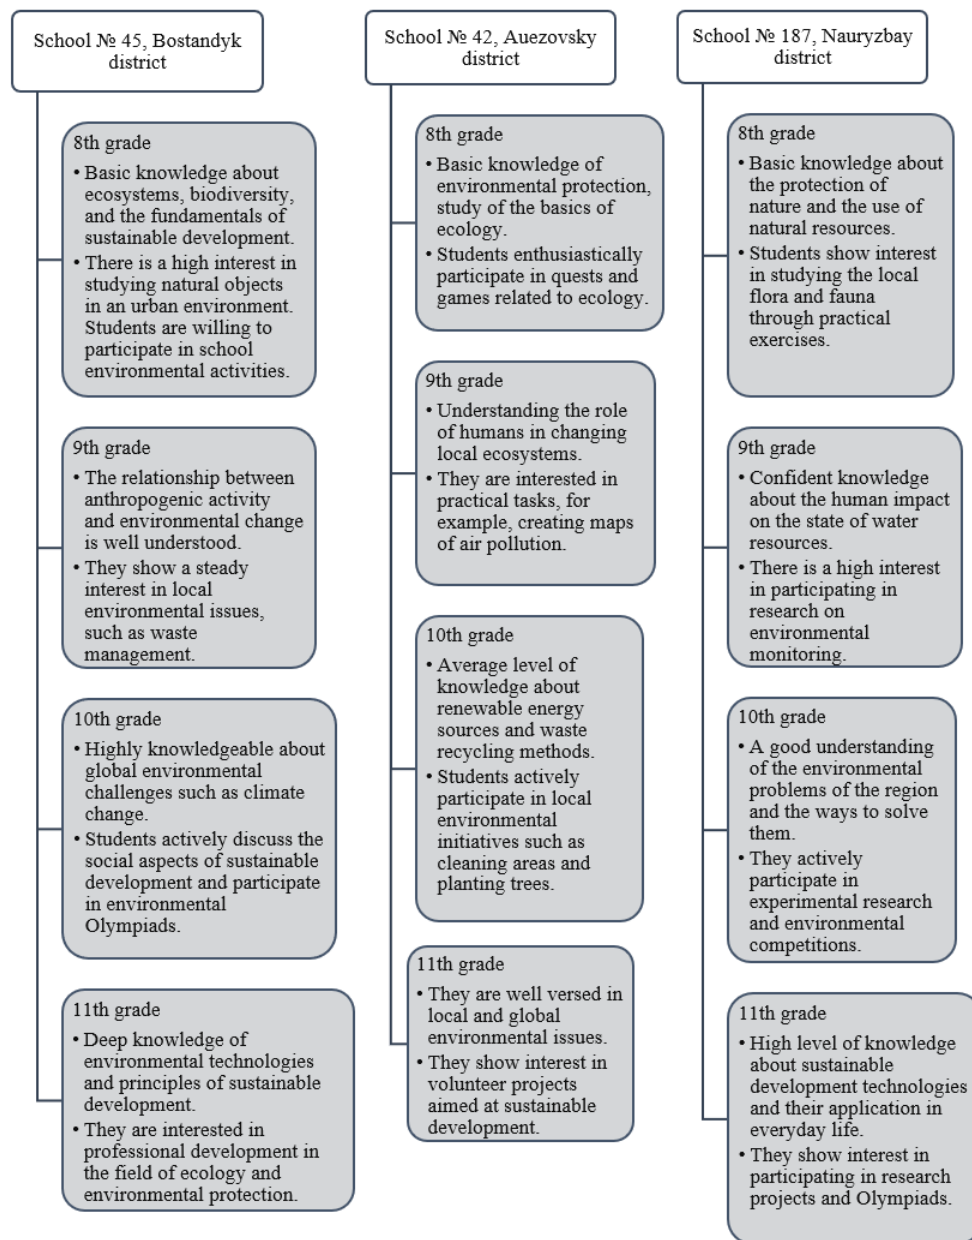 School № 45, Bostandyk
district
8th grade
• Basic knowledge about
ecosystems, biodiversity,
and the fundamentals of
sustainable development.
• There is a high interest in
studying natural objects
in an urban environment.
Students are willing to
participate in school
environmental activities.
9th grade
• The relationship between
anthropogenic activity
and environmental change
is well understood.
• They show a steady
interest in local
environmental issues,
such as waste
management.
10th grade
• Highly knowledgeable about
global environmental
challenges such as climate
change.
• Students actively discuss the
social aspects of sustainable
development and participate
in environmental
Olympiads.
11th grade
• Deep knowledge of
environmental technologies
and principles of sustainable
development.
• They are interested in
professional development in
the field of ecology and
environmental protection.
School № 42, Auezovsky
district
8th grade
• Basic knowledge of
environmental protection,
study of the basics of
ecology.
• Students enthusiastically
participate in quests and
games related to ecology.
9th grade
• Understanding the role
of humans in changing
local ecosystems.
• They are interested in
practical tasks, for
example, creating maps
of air pollution.
10th grade
• Average level of
knowledge about
renewable energy
sources and waste
recycling methods.
• Students actively
participate in local
environmental
initiatives such as
cleaning areas and
planting trees.
11th grade
• They are well versed in
local and global
environmental issues.
• They show interest in
volunteer projects
aimed at sustainable
development.
School № 187, Nauryzbay
district
8th grade
• Basic knowledge about
the protection of
nature and the use of
natural resources.
• Students show interest
in studying the local
flora and fauna
through practical
exercises.
9th grade
• Confident knowledge
about the human impact
on the state of water
resources.
• There is a high interest
in participating in
research on
environmental
monitoring.
10th grade
• A good understanding
of the environmental
problems of the region
and the ways to solve
them.
• They actively
participate in
experimental research
and environmental
competitions.
11th grade
• High level of knowledge
about sustainable
development technologies
and their application in
everyday life.
• They show interest in
participating in research
projects and Olympiads.